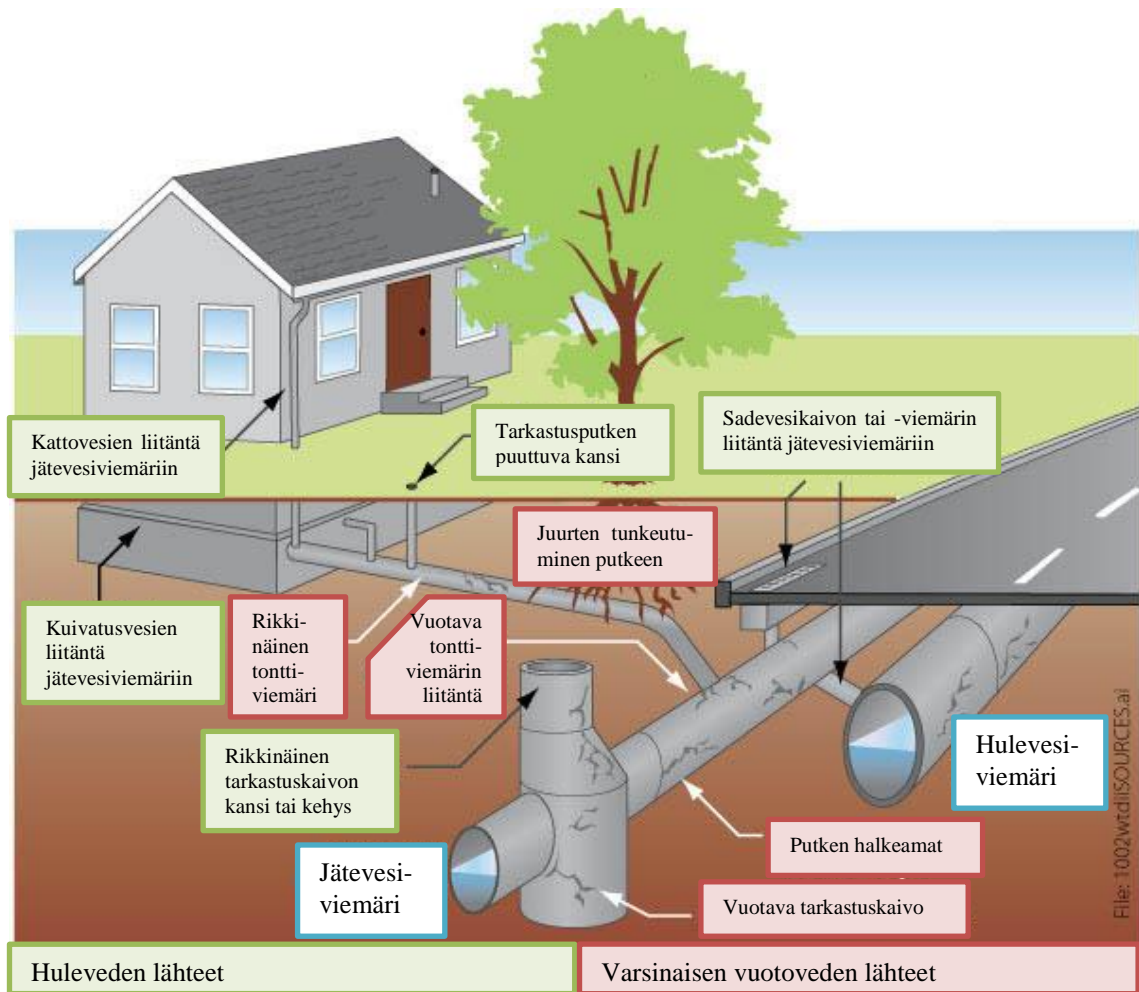 Kattovesien liitäntä
jätevesiviemäriin
Tarkastusputken
puuttuva kansi
Sadevesikaivon tai -viemärin
liitäntä jätevesiviemäriin
Juurten tunkeutu-
minen putkeen
Kuivatusvesien
liitäntä
jätevesiviemäriin
Rikki-
näinen
tontti-
viemäri
Vuotava
tontti-
viemärin
liitäntä
Rikkinäinen
tarkastuskaivon
kansi tai kehys
Hulevesi-
viemäri
Jätevesi-
viemäri
Putken halkeamat
Vuotava tarkastuskaivo
File: 1002wtdIISOURCES.ai
Huleveden lähteet
Varsinaisen vuotoveden lähteet